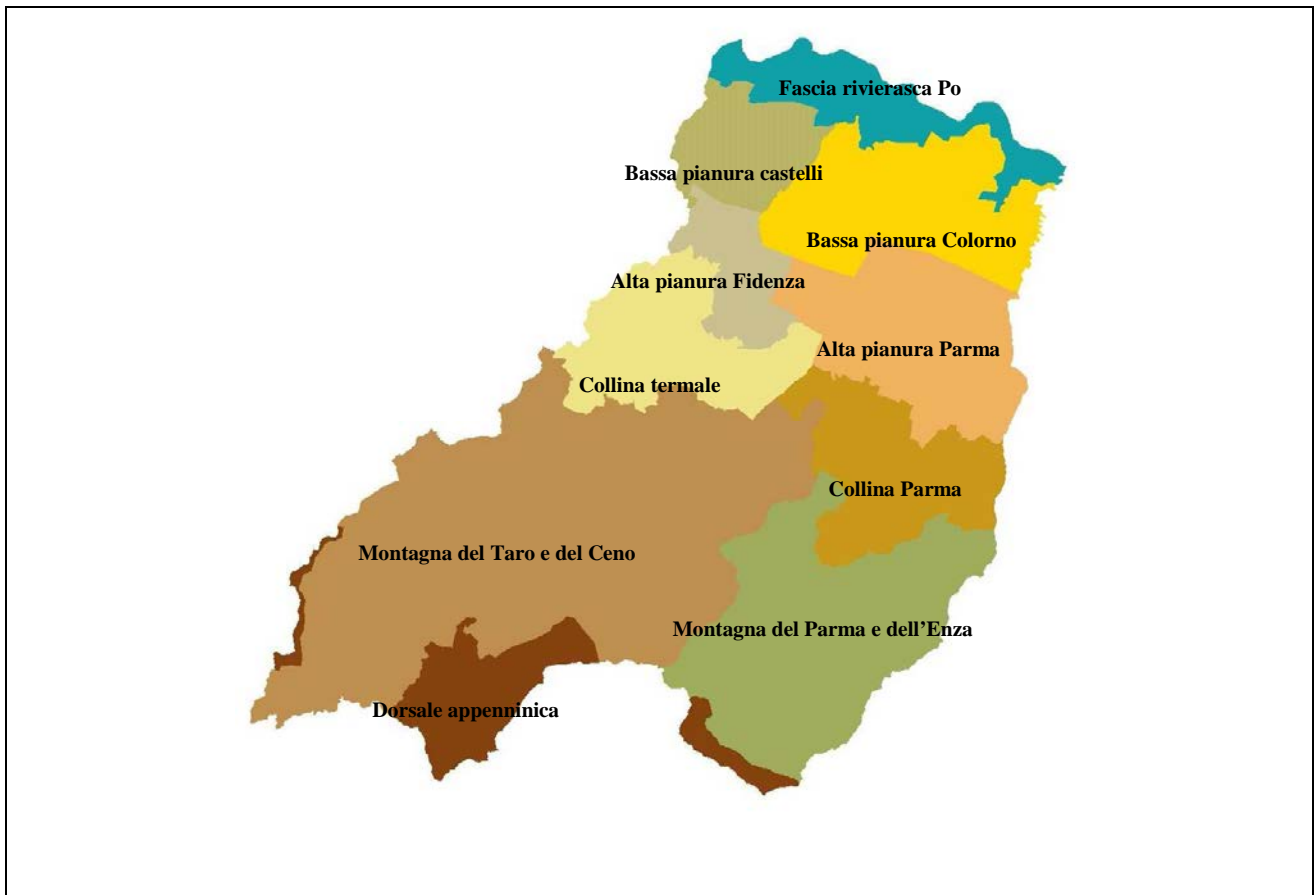 Fascia rivierasca Po
Bassa pianura castelli
Bassa pianura Colorno
Alta pianura Fidenza
Alta pianura Parma
Collina termale
Collina Parma
Montagna del Taro e del Ceno
Montagna del Parma e dell’Enza
Dorsale appenninica